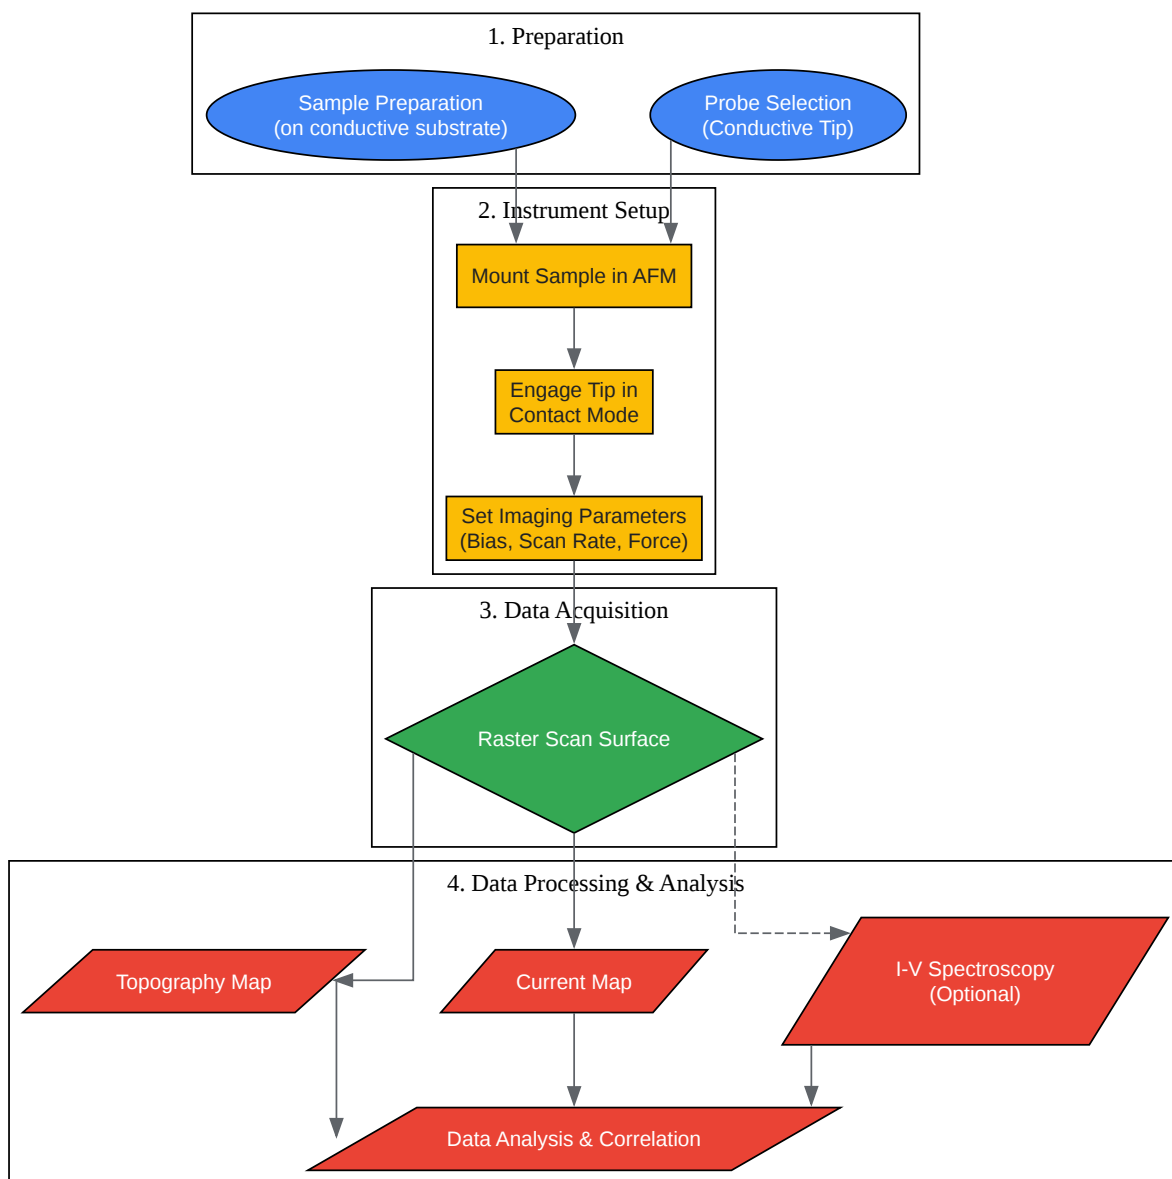 1. Preparation
Sample Preparation
(on conductive substrate)
Probe Selection
(Conductive Tip)
2. Instrument Setup
Mount Sample in AFM
Engage Tip in
Contact Mode
Set Imaging Parameters
(Bias, Scan Rate, Force)
3. Data Acquisition
Raster Scan Surface
4. Data Processing & Analysis
Topography Map
Current Map
I-V Spectroscopy
(Optional)
Data Analysis & Correlation